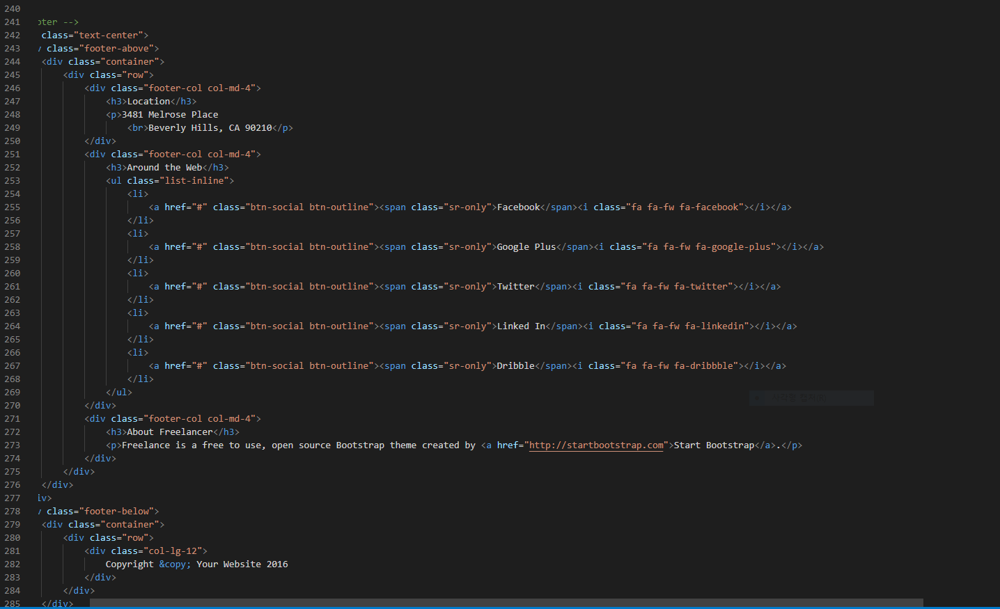 240
241 oter -->
242 class="text-center">
243 class="footer-above">
244 <div class="container">
245 <div class="row">
246 <div class="footer-col col-md-4">
247 <h3>Location</h3>
248 <p>3481 Melrose Place
249 <br>Beverly Hills, CA 90210</p>
250 </div>
251 <div class="footer-col col-md-4">
252 <h3>Around the Web</h3>
253 <ul class="list-inline">
254 <li>
255 <a href="#" class="btn-social btn-outline"><span class="sr-only">Facebook</span><i class="fa fa-fw fa-facebook"></i></a>
256 </li>
257 <li>
258 <a href="#" class="btn-social btn-outline"><span class="sr-only">Google Plus</span><i class="fa fa-fw fa-google-plus"></i></a>
259 </li>
260 <li>
261 <a href="#" class="btn-social btn-outline"><span class="sr-only">Twitter</span><i class="fa fa-fw fa-twitter"></i></a>
262 </li>
263 <li>
264 <a href="#" class="btn-social btn-outline"><span class="sr-only">Linked In</span><i class="fa fa-fw fa-linkedin"></i></a>
265 </li>
266 <li>
267 <a href="#" class="btn-social btn-outline"><span class="sr-only">Dribble</span><i class="fa fa-fw fa-dribbble"></i></a>
268 </li>
269 </ul>
270 </div>
271 <div class="footer-col col-md-4">
272 <h3>About Freelancer</h3>
273 <p>Freelance is a free to use, open source Bootstrap theme created by <a href="http://startbootstrap.com">Start Bootstrap</a>.</p>
274 </div>
275 </div>
276 </div>
277 iv>
278 class="footer-below">
279 <div class="container">
280 <div class="row">
281 <div class="col-lg-12">
282 Copyright &copy; Your Website 2016
283 </div>
284 </div>
285 </div>